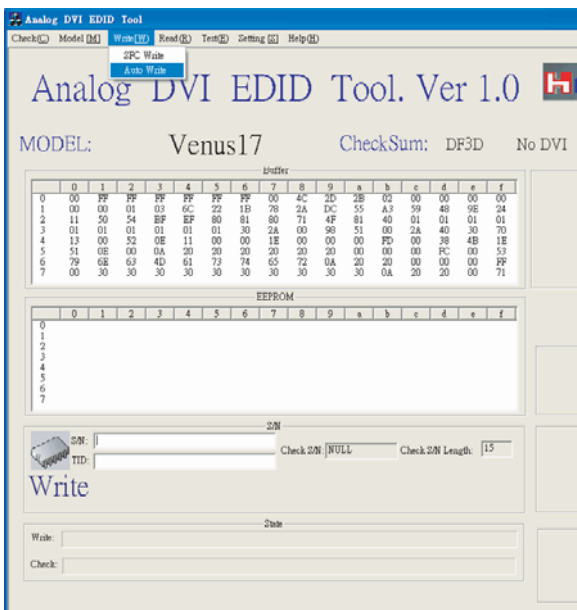 Analog DVI EDID Tool
Check(C) Model [M] Write[W] Read(R) Test(E) Setting [S] Help(H)
SPC Write
Auto Write
Analog DVI EDID Tool. Ver 1.0
MODEL: Venus17 CheckSum: DF3D No DVI
Buffer
0 1 2 3 4 5 6 7 8 9 a b c d e f
0 00 FF FF FF FF FF FF 00 4C 2D 2B 02 00 00 00 00
1 00 00 01 03 6C 22 1B 78 2A DC 55 A3 59 48 9E 24
2 11 50 54 BF EF 80 81 80 71 4F 81 40 01 01 01 01
3 01 01 01 01 01 01 30 2A 00 98 51 00 2A 40 30 70
4 13 00 52 0E 11 00 00 1E 00 00 00 FD 00 38 4B 1E
5 51 0E 00 0A 20 20 20 20 20 20 00 00 00 FC 00 53
6 79 6E 63 4D 61 73 74 65 72 0A 20 20 00 00 00 FF
7 00 30 30 30 30 30 30 30 30 30 30 0A 20 20 00 71
EEPROM
0 1 2 3 4 5 6 7 8 9 a b c d e f
0
1
2
3
4
5
6
7
S/N
S/N: Check S/N: NULL Check S/N Length: 15
TID:
Write
State
Write:
Check: